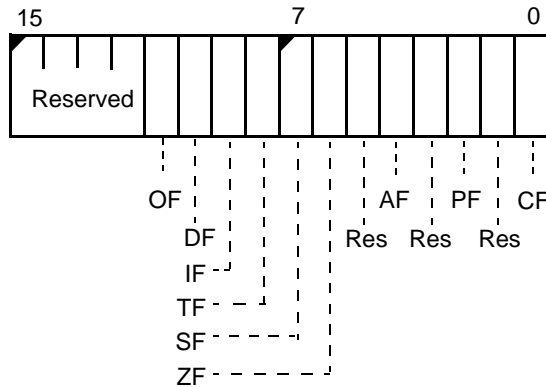 15 7 0
Reserved
OF AF PF CF
DF Res Res Res
IF
TF
SF
ZF